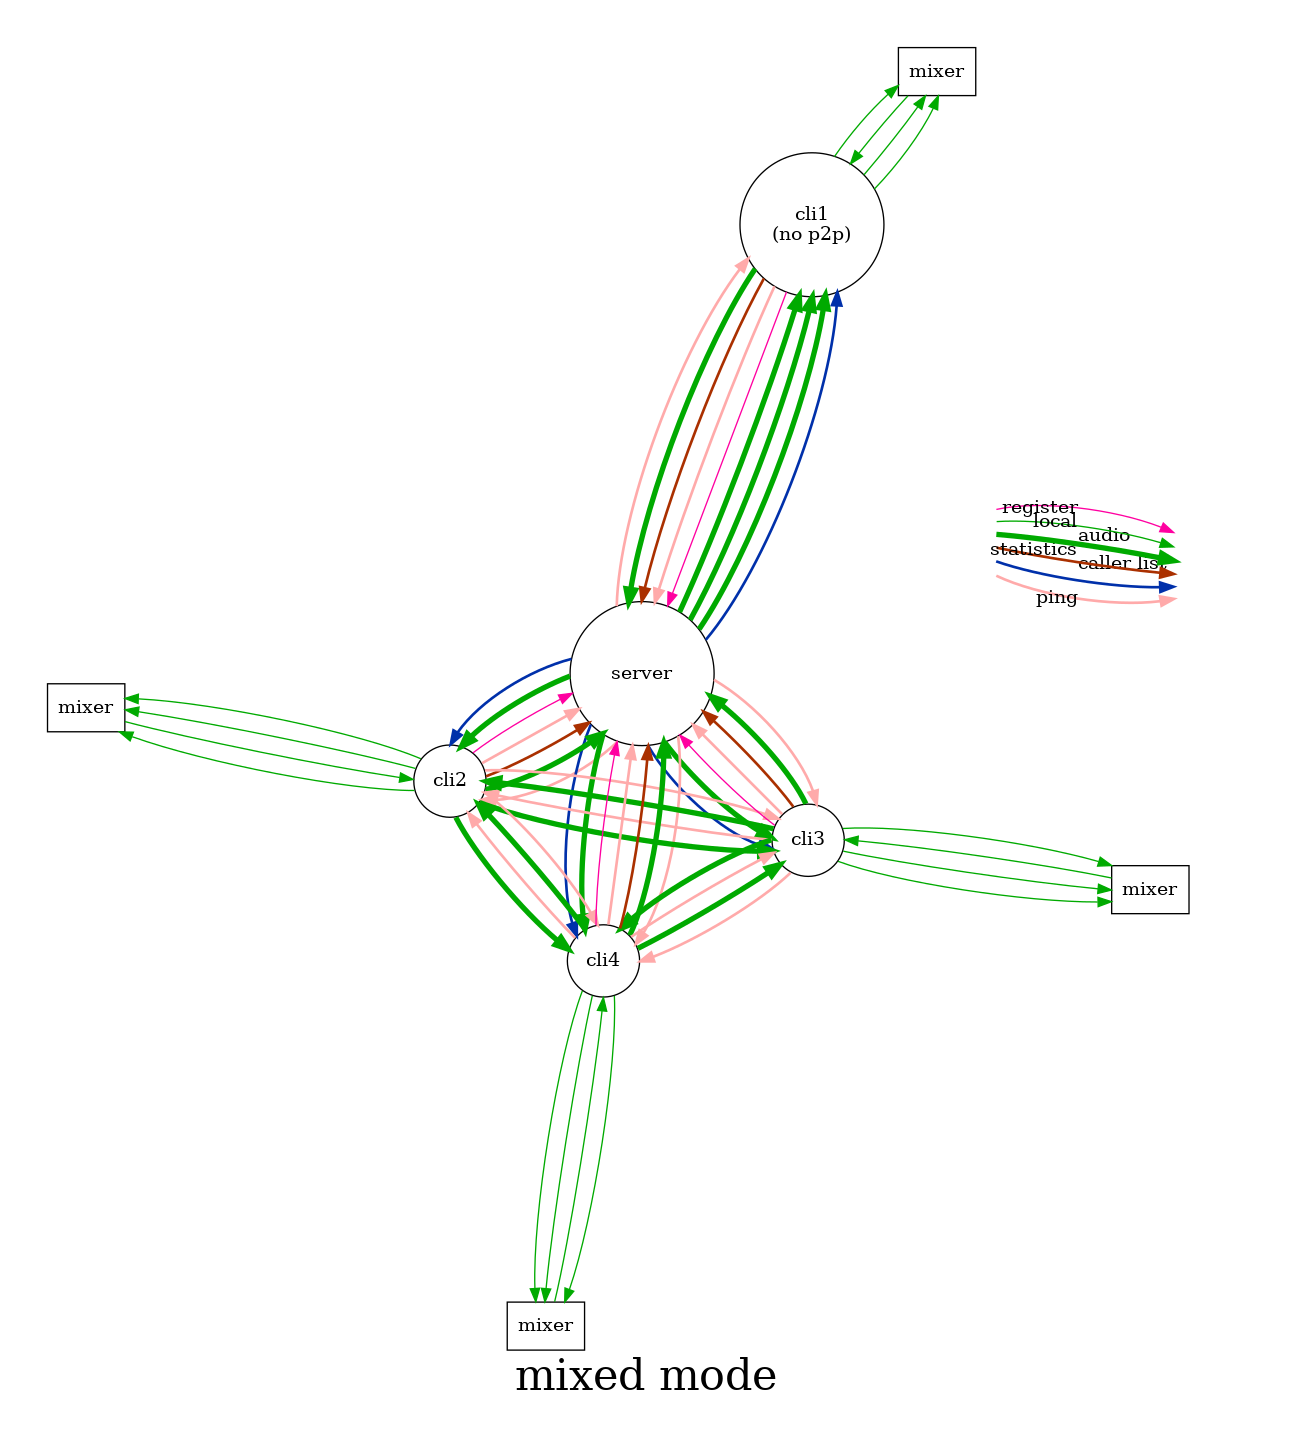 mixer
cli1
(no p2p)
register
local
audio
statistics
caller list
ping
server
mixer
cli2
cli3
mixer
cli4
mixer
mixed mode